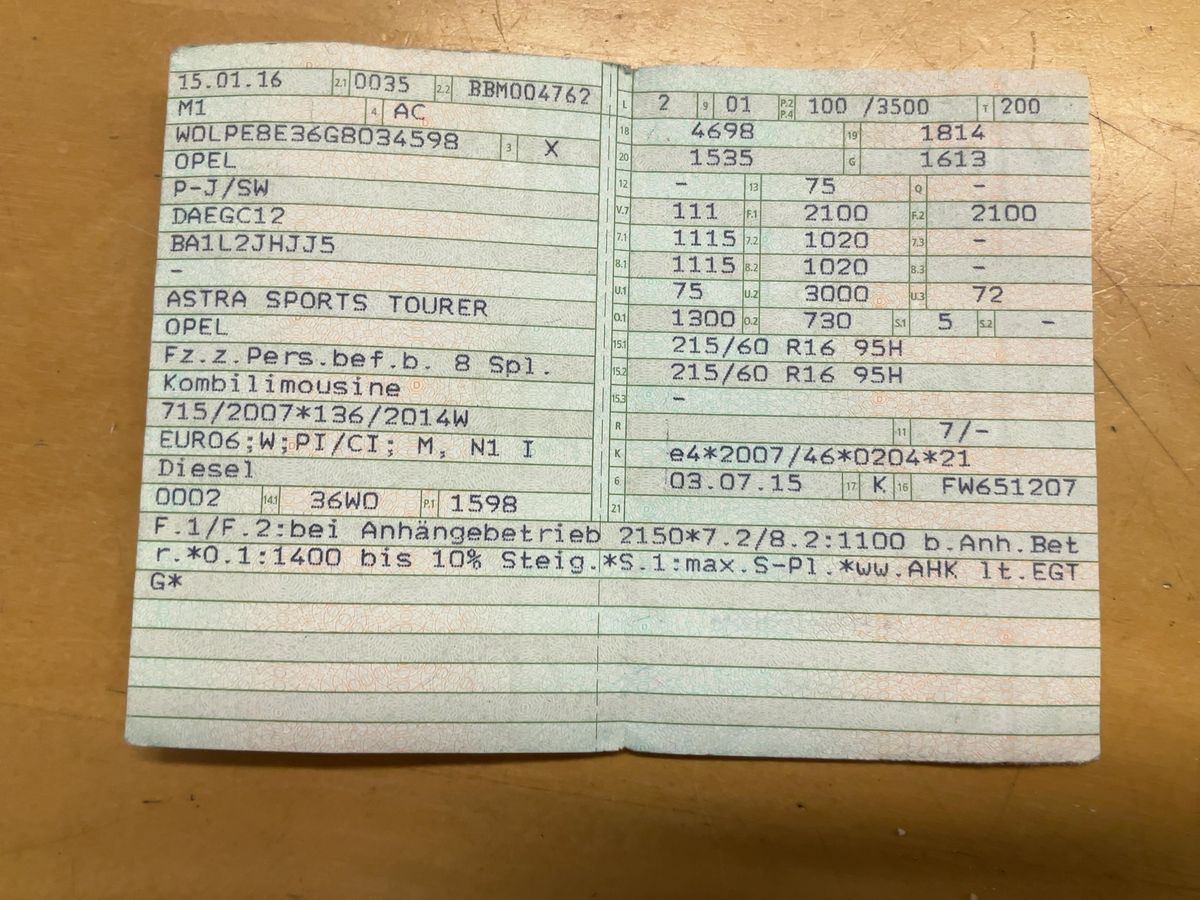 15.01.16 2.1 0035 2.2 BBM004762
M1 4 AC
W0LPE8E36G8034598 3 X
OPEL
P-J/SW
DAEGC12
BA1L2JHJJ5
-
ASTRA SPORTS TOURER
OPEL
Fz.z.Pers.bef.b. 8 Spl.
Kombilimousine
715/2007*136/2014W
EURO6;W;PI/CI; M, N1 I
Diesel
0002 14.1 36W0 P.1 1598
L 2 9 01 P.2 P.4 100 /3500 T 200
18 4698 19 1814
20 1535 G 1613
12 - 13 75 Q -
V.7 111 F.1 2100 F.2 2100
7.1 1115 7.2 1020 7.3 -
8.1 1115 8.2 1020 8.3 -
U.1 75 U.2 3000 U.3 72
O.1 1300 O.2 730 S.1 5 S.2 -
15.1 215/60 R16 95H
15.2 215/60 R16 95H
15.3 -
R 11 7/-
K e4*2007/46*0204*21
6 03.07.15 17 K 16 FW651207
21
F.1/F.2:bei Anhängebetrieb 2150*7.2/8.2:1100 b.Anh.Bet
r.*O.1:1400 bis 10% Steig.*S.1:max.S-Pl.*ww.AHK lt.EGT
G*